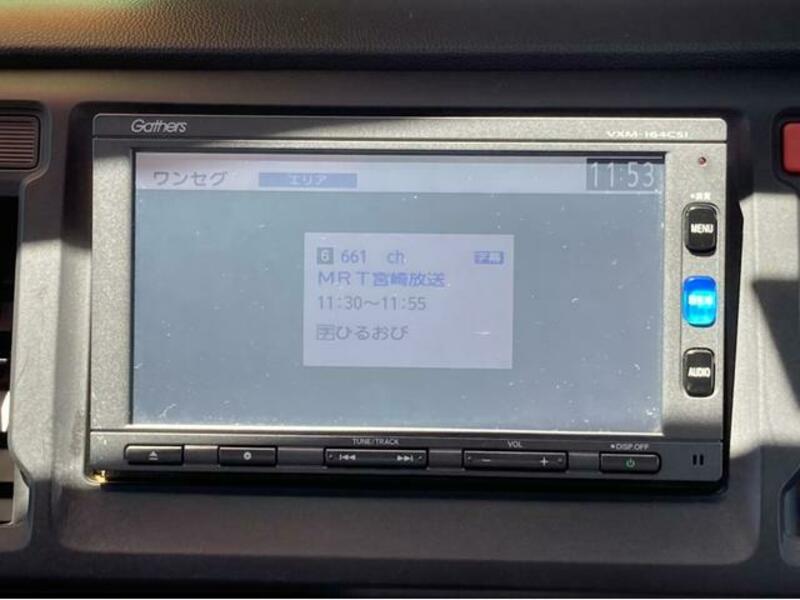 Gathers
VXM-164CSI
ワンセグ エリア 11:53
MENU
6 661 ch 字幕
MRT宮崎放送
11:30～11:55
字ひるおび
AUDIO
TUNE/TRACK
VOL
DISP.OFF
- +